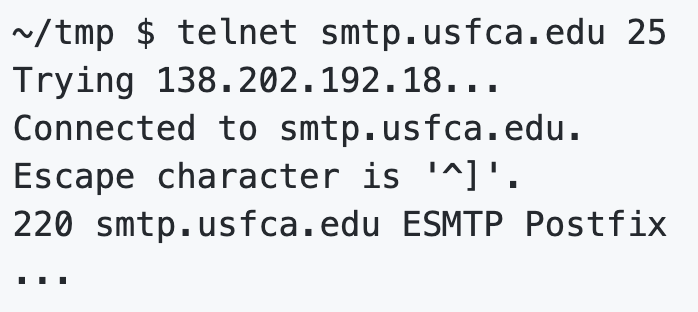 ~/tmp $ telnet smtp.usfca.edu 25
Trying 138.202.192.18...
Connected to smtp.usfca.edu.
Escape character is '^]'.
220 smtp.usfca.edu ESMTP Postfix
...